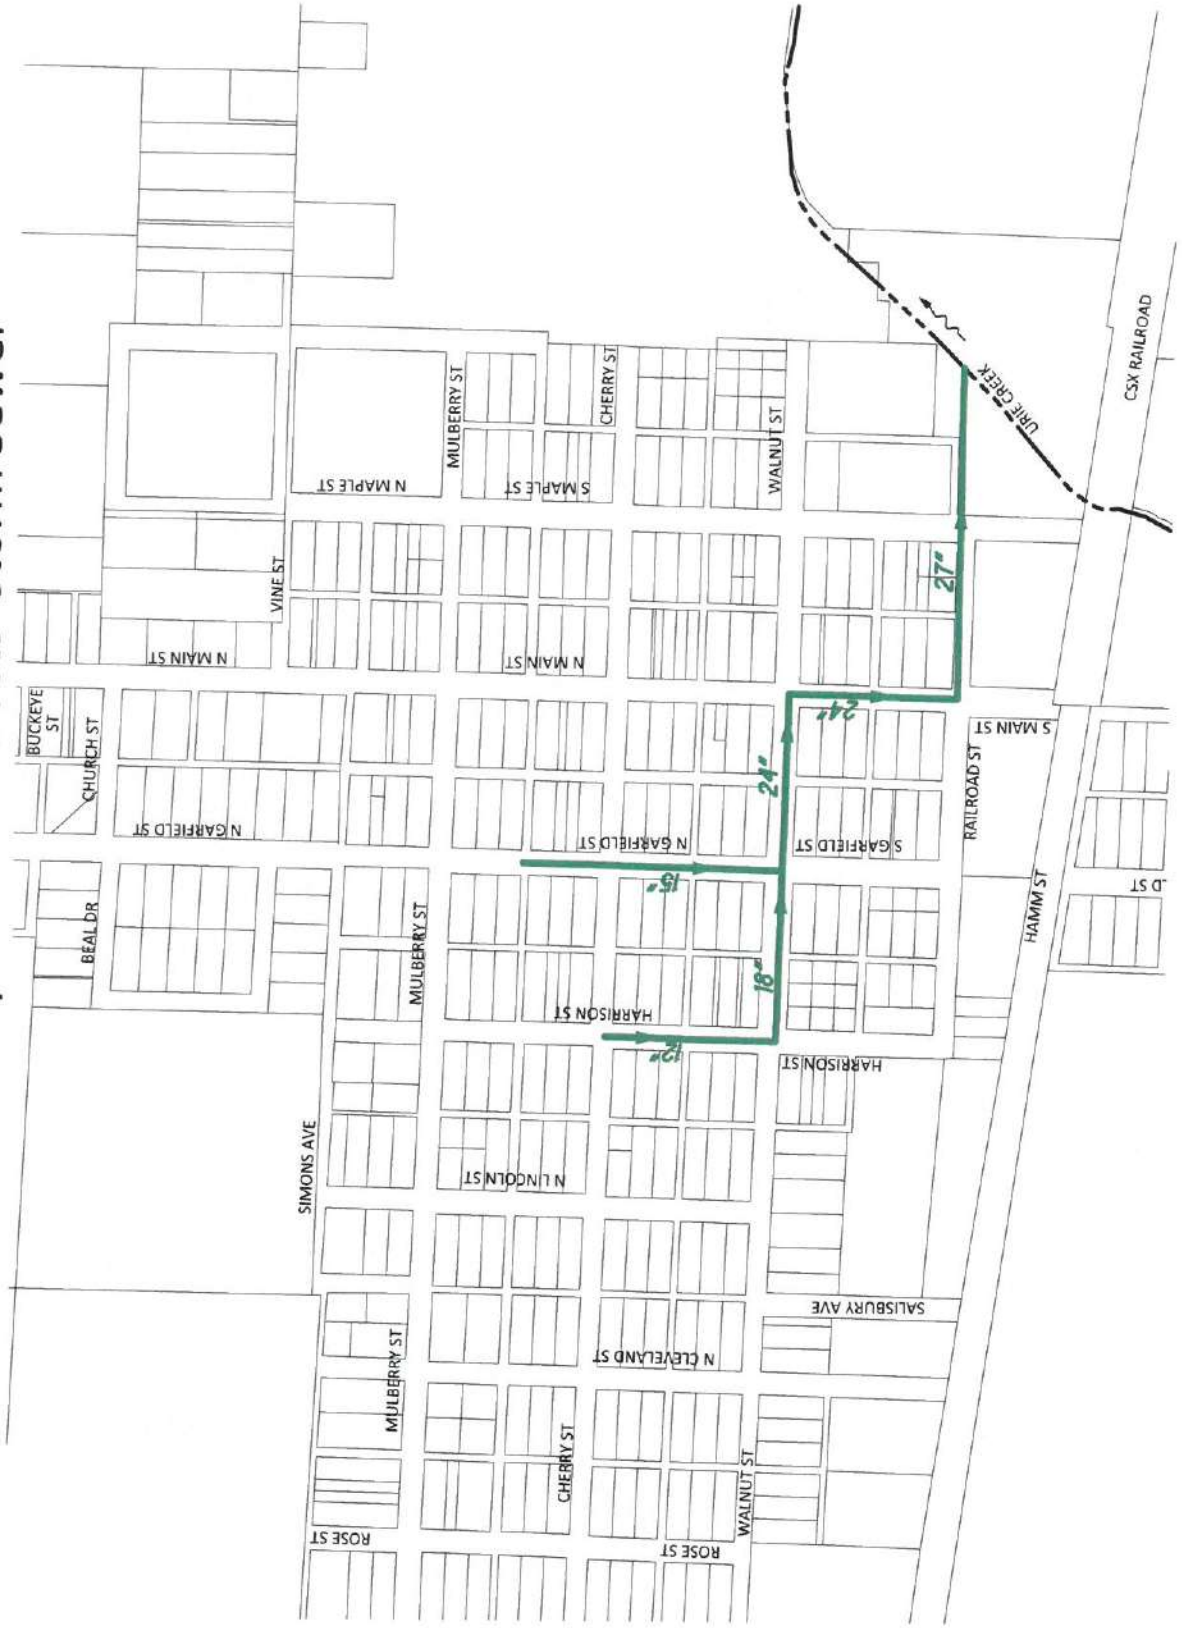 BUCKEYE
ST
CHURCH ST
BEAL DR
N MAIN ST
N GARFIELD ST
VINE ST
SIMONS AVE
N MAPLE ST
MULBERRY ST
MULBERRY ST
MULBERRY ST
ROSE ST
S MAPLE ST
N MAIN ST
N GARFIELD ST
HARRISON ST
N LINCOLN ST
CHERRY ST
CHERRY ST
N CLEVELAND ST
ROSE ST
15"
12"
WALNUT ST
WALNUT ST
24"
18"
24"
S GARFIELD ST
HARRISON ST
SALISBURY AVE
27"
URIE CREEK
RAILROAD ST
S MAIN ST
HAMM ST
D ST
CSX RAILROAD